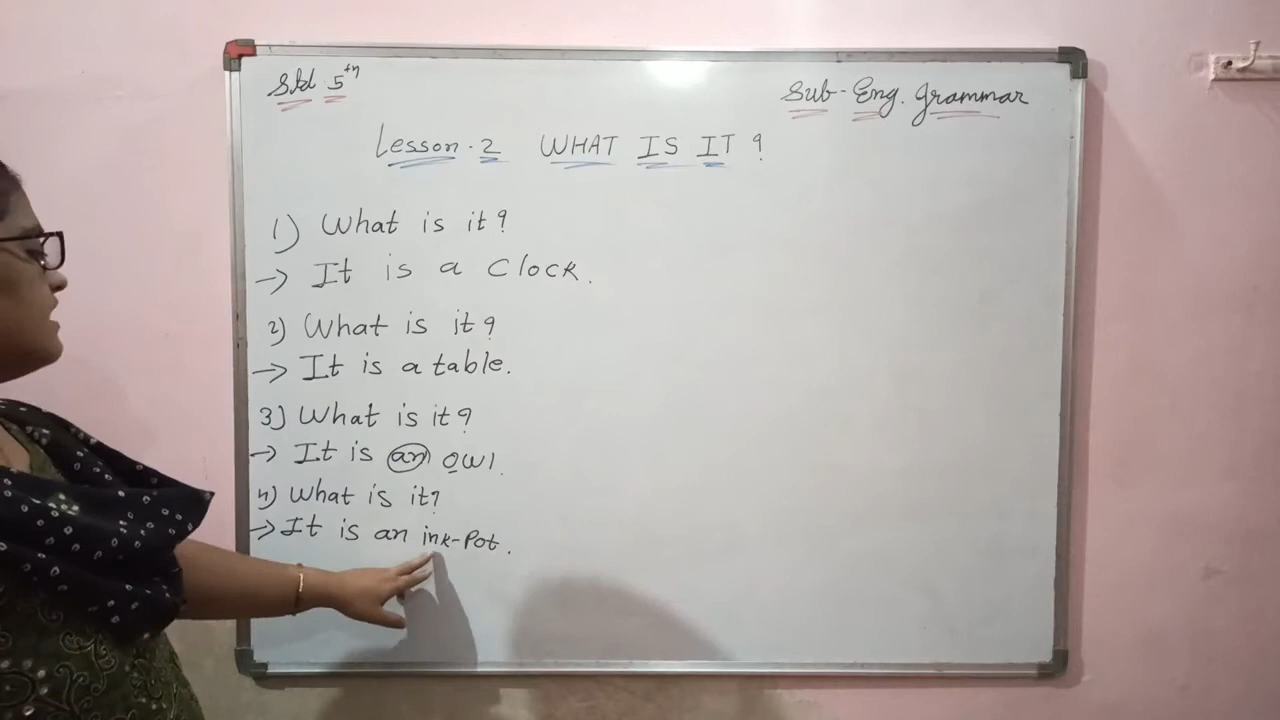 Std 5th
Sub- Eng. Grammar
Lesson. 2 WHAT IS IT ?
1) What is it?
→ It is a Clock.
2) What is it?
→ It is a table.
3) What is it?
→ It is an owl.
4) What is it?
→ It is an ink-Pot.